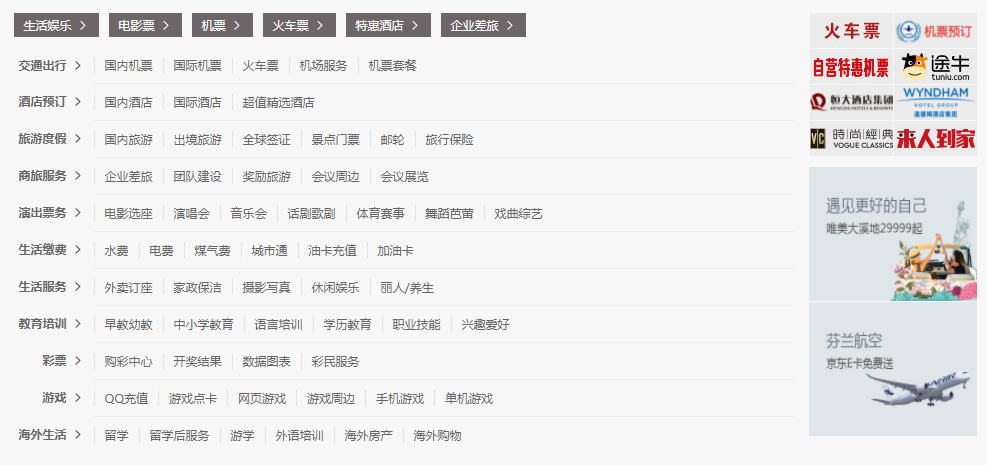 生活娱乐 电影票 机票 火车票 特惠酒店 企业差旅
交通出行 国内机票 国际机票 火车票 机场服务 机票套餐
酒店预订 国内酒店 国际酒店 超值精选酒店
旅游度假 国内旅游 出境旅游 全球签证 景点门票 邮轮 旅行保险
商旅服务 企业差旅 团队建设 奖励旅游 会议周边 会议展览
演出票务 电影选座 演唱会 音乐会 话剧歌剧 体育赛事 舞蹈芭蕾 戏曲综艺
生活缴费 水费 电费 煤气费 城市通 油卡充值 加油卡
生活服务 外卖订座 家政保洁 摄影写真 休闲娱乐 丽人/养生
教育培训 早教幼教 中小学教育 语言培训 学历教育 职业技能 兴趣爱好
彩票 购彩中心 开奖结果 数据图表 彩民服务
游戏 QQ充值 游戏点卡 网页游戏 游戏周边 手机游戏 单机游戏
海外生活 留学 留学后服务 游学 外语培训 海外房产 海外购物
火车票 机票预订
自营特惠机票 途牛
tuniu.com
恒大酒店集团 WYNDHAM
HENGDA HOTELS & RESORTS HOTEL GROUP
温德姆酒店集团
VC 時尚經典 来人到家
VOGUE CLASSICS
遇见更好的自己
唯美大溪地29999起
芬兰航空
京东E卡免费送